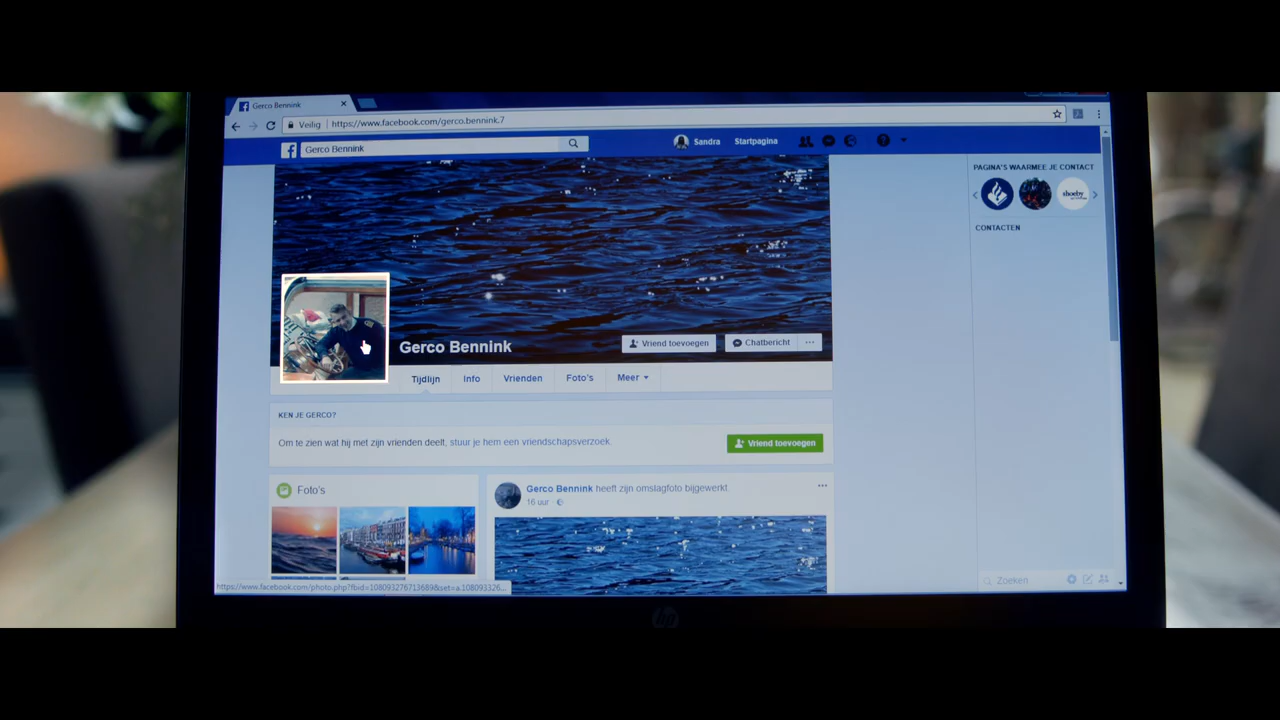 Gerco Bennink
Veilig
https://www.facebook.com/gerco.bennink.7
Gerco Bennink
Sandra
Startpagina
PAGINA'S WAARMEE JE CONTACT
shoeby
CONTACTEN
Gerco Bennink
Vriend toevoegen
Chatbericht
Tijdlijn
Info
Vrienden
Foto's
Meer
KEN JE GERCO?
Om te zien wat hij met zijn vrienden deelt, stuur je hem een vriendschapsverzoek.
Vriend toevoegen
Foto's
Gerco Bennink heeft zijn omslagfoto bijgewerkt.
16 uur
Zoeken
hp